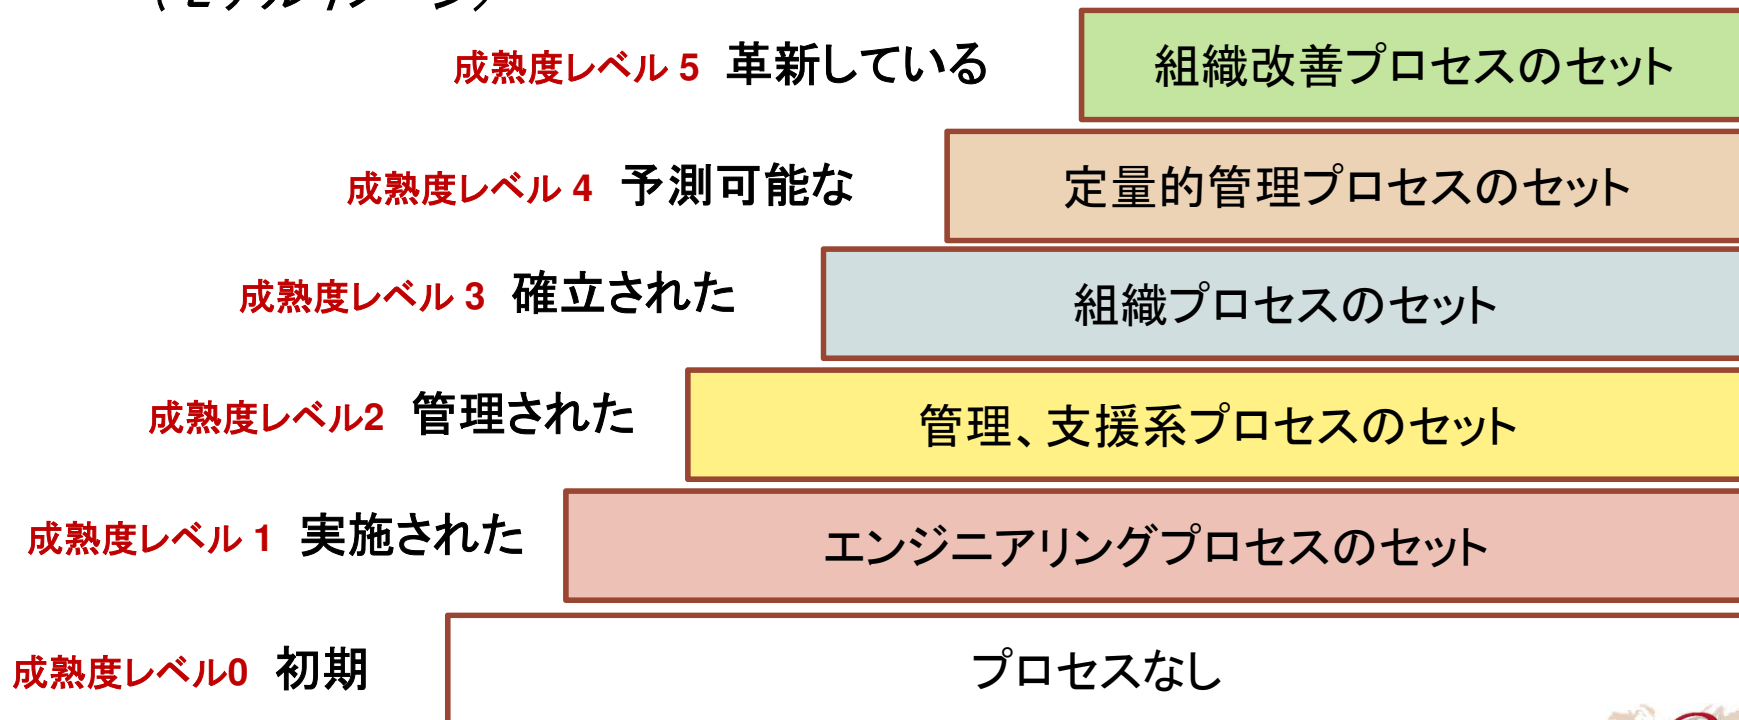 成熟度レベル 5 革新している 組織改善プロセスのセット
成熟度レベル 4 予測可能な 定量的管理プロセスのセット
成熟度レベル 3 確立された 組織プロセスのセット
成熟度レベル2 管理された 管理、支援系プロセスのセット
成熟度レベル 1 実施された エンジニアリングプロセスのセット
成熟度レベル0 初期 プロセスなし